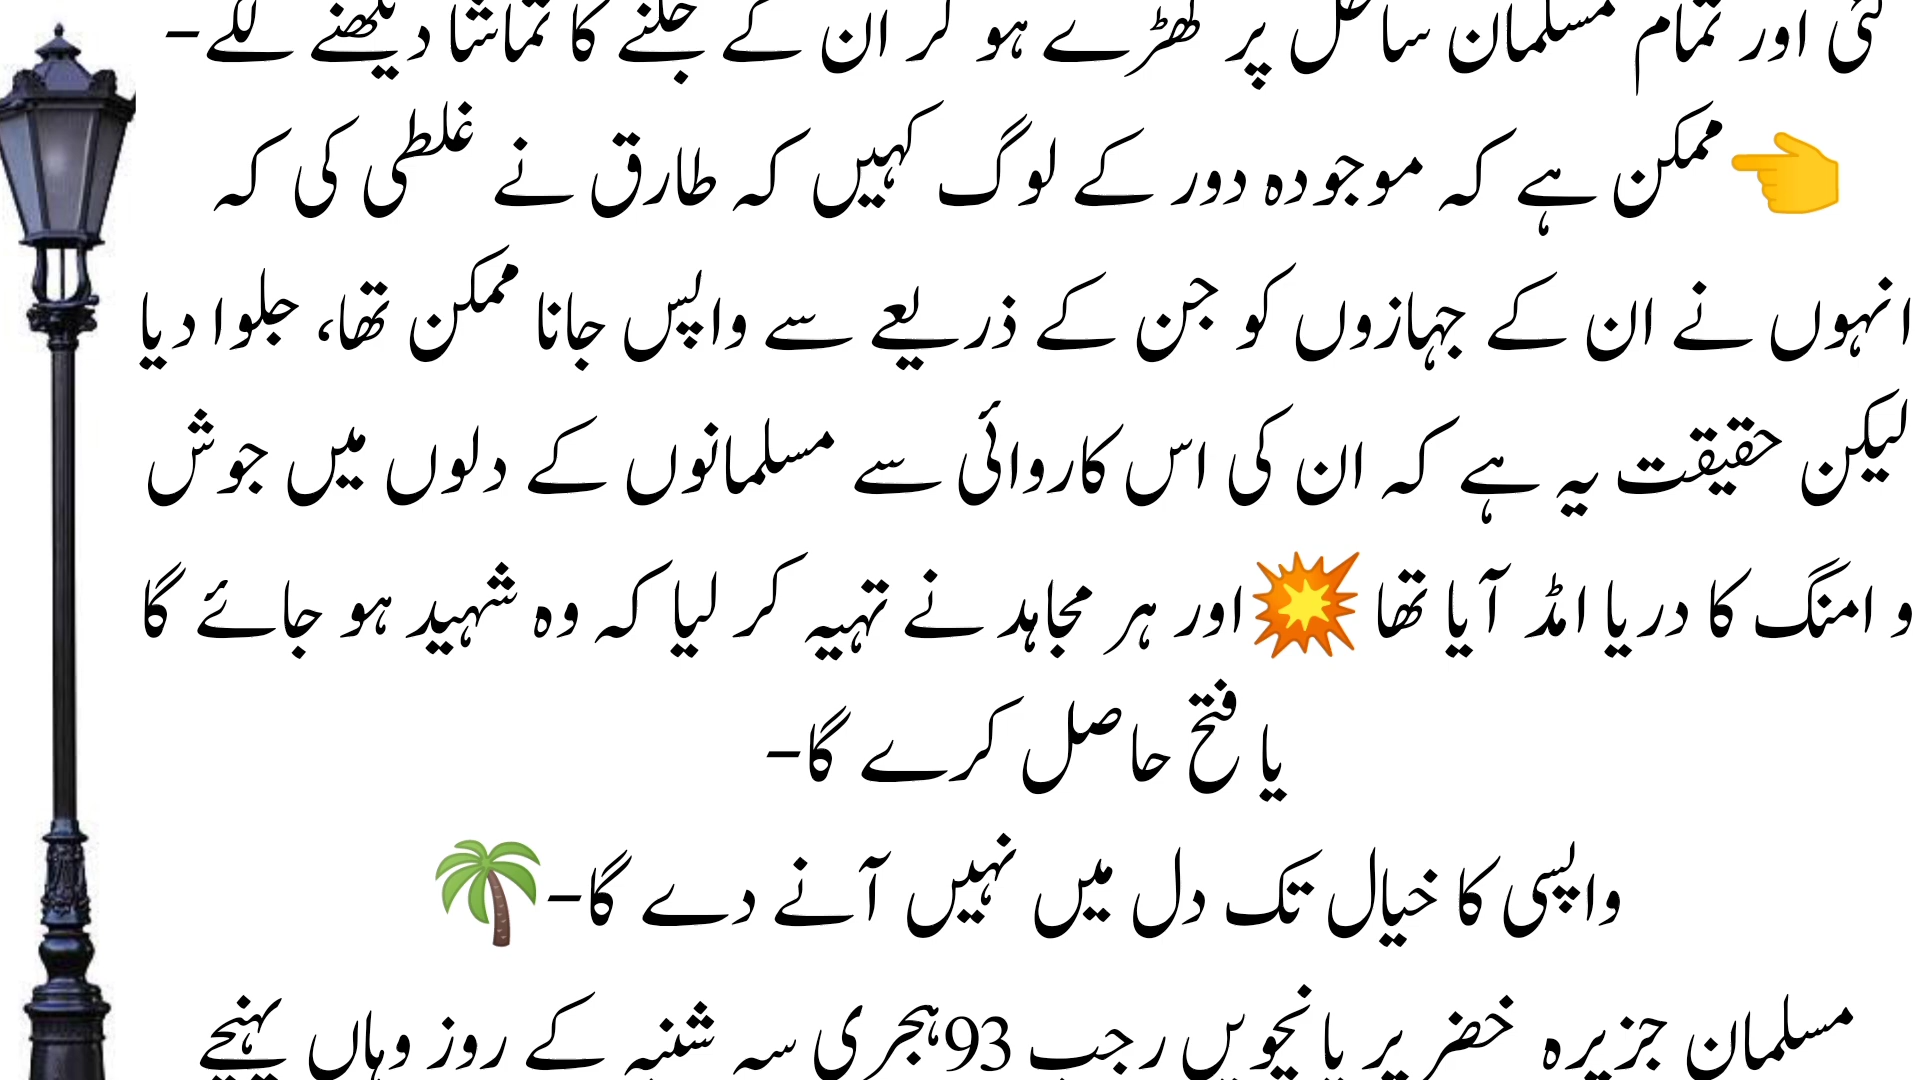 گئی اور تمام مسلمان ساحل پر کھڑے ہو کر ان کے جلنے کا تماشا دیکھنے لگے-
👈ممکن ہے کہ موجودہ دور کے لوگ کہیں کہ طارق نے غلطی کی کہ
انہوں نے ان کے جہازوں کو جن کے ذریعے سے واپس جانا ممکن تھا، جلوا دیا
لیکن حقیقت یہ ہے کہ ان کی اس کاروائی سے مسلمانوں کے دلوں میں جوش
و امنگ کا دریا امڈ آیا تھا 💥اور ہر مجاہد نے تہیہ کر لیا کہ وہ شہید ہو جائے گا
یا فتح حاصل کرے گا-
واپسی کا خیال تک دل میں نہیں آنے دے گا-🌴
مسلمان جزیرہ خضر پر پانچویں رجب 93ہجری سہ شنبہ کے روز وہاں پہنچے